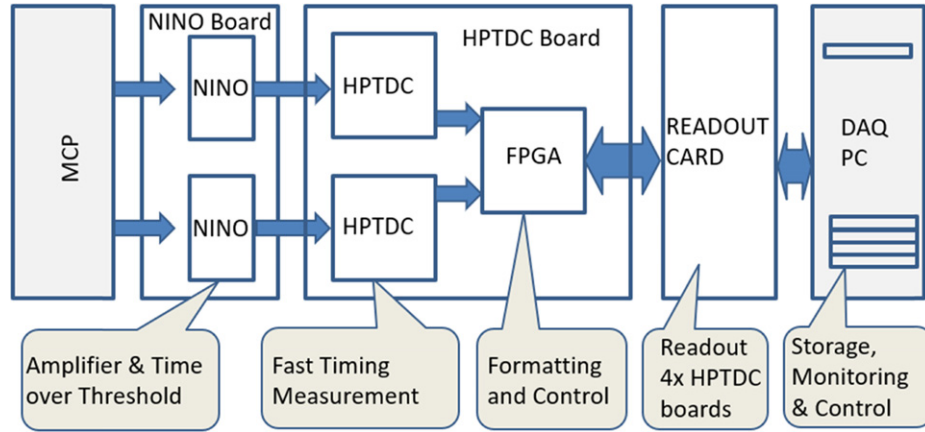 NINO Board
HPTDC Board
MCP
NINO
HPTDC
FPGA
READOUT
CARD
DAQ
PC
NINO
HPTDC
Amplifier & Time
over Threshold
Fast Timing
Measurement
Formatting
and Control
Readout
4x HPTDC
boards
Storage,
Monitoring
& Control